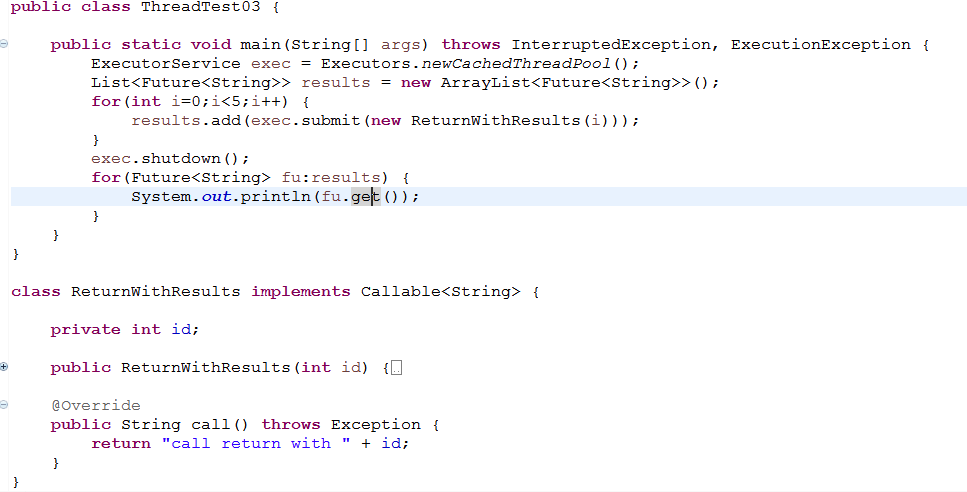 public class ThreadTest03 {
    public static void main(String[] args) throws InterruptedException, ExecutionException {
        ExecutorService exec = Executors.newCachedThreadPool();
        List<Future<String>> results = new ArrayList<Future<String>>();
        for(int i=0;i<5;i++) {
            results.add(exec.submit(new ReturnWithResults(i)));
        }
        exec.shutdown();
        for(Future<String> fu:results) {
            System.out.println(fu.get());
        }
    }
}
class ReturnWithResults implements Callable<String> {
    private int id;
    public ReturnWithResults(int id) {..
    @Override
    public String call() throws Exception {
        return "call return with " + id;
    }
}